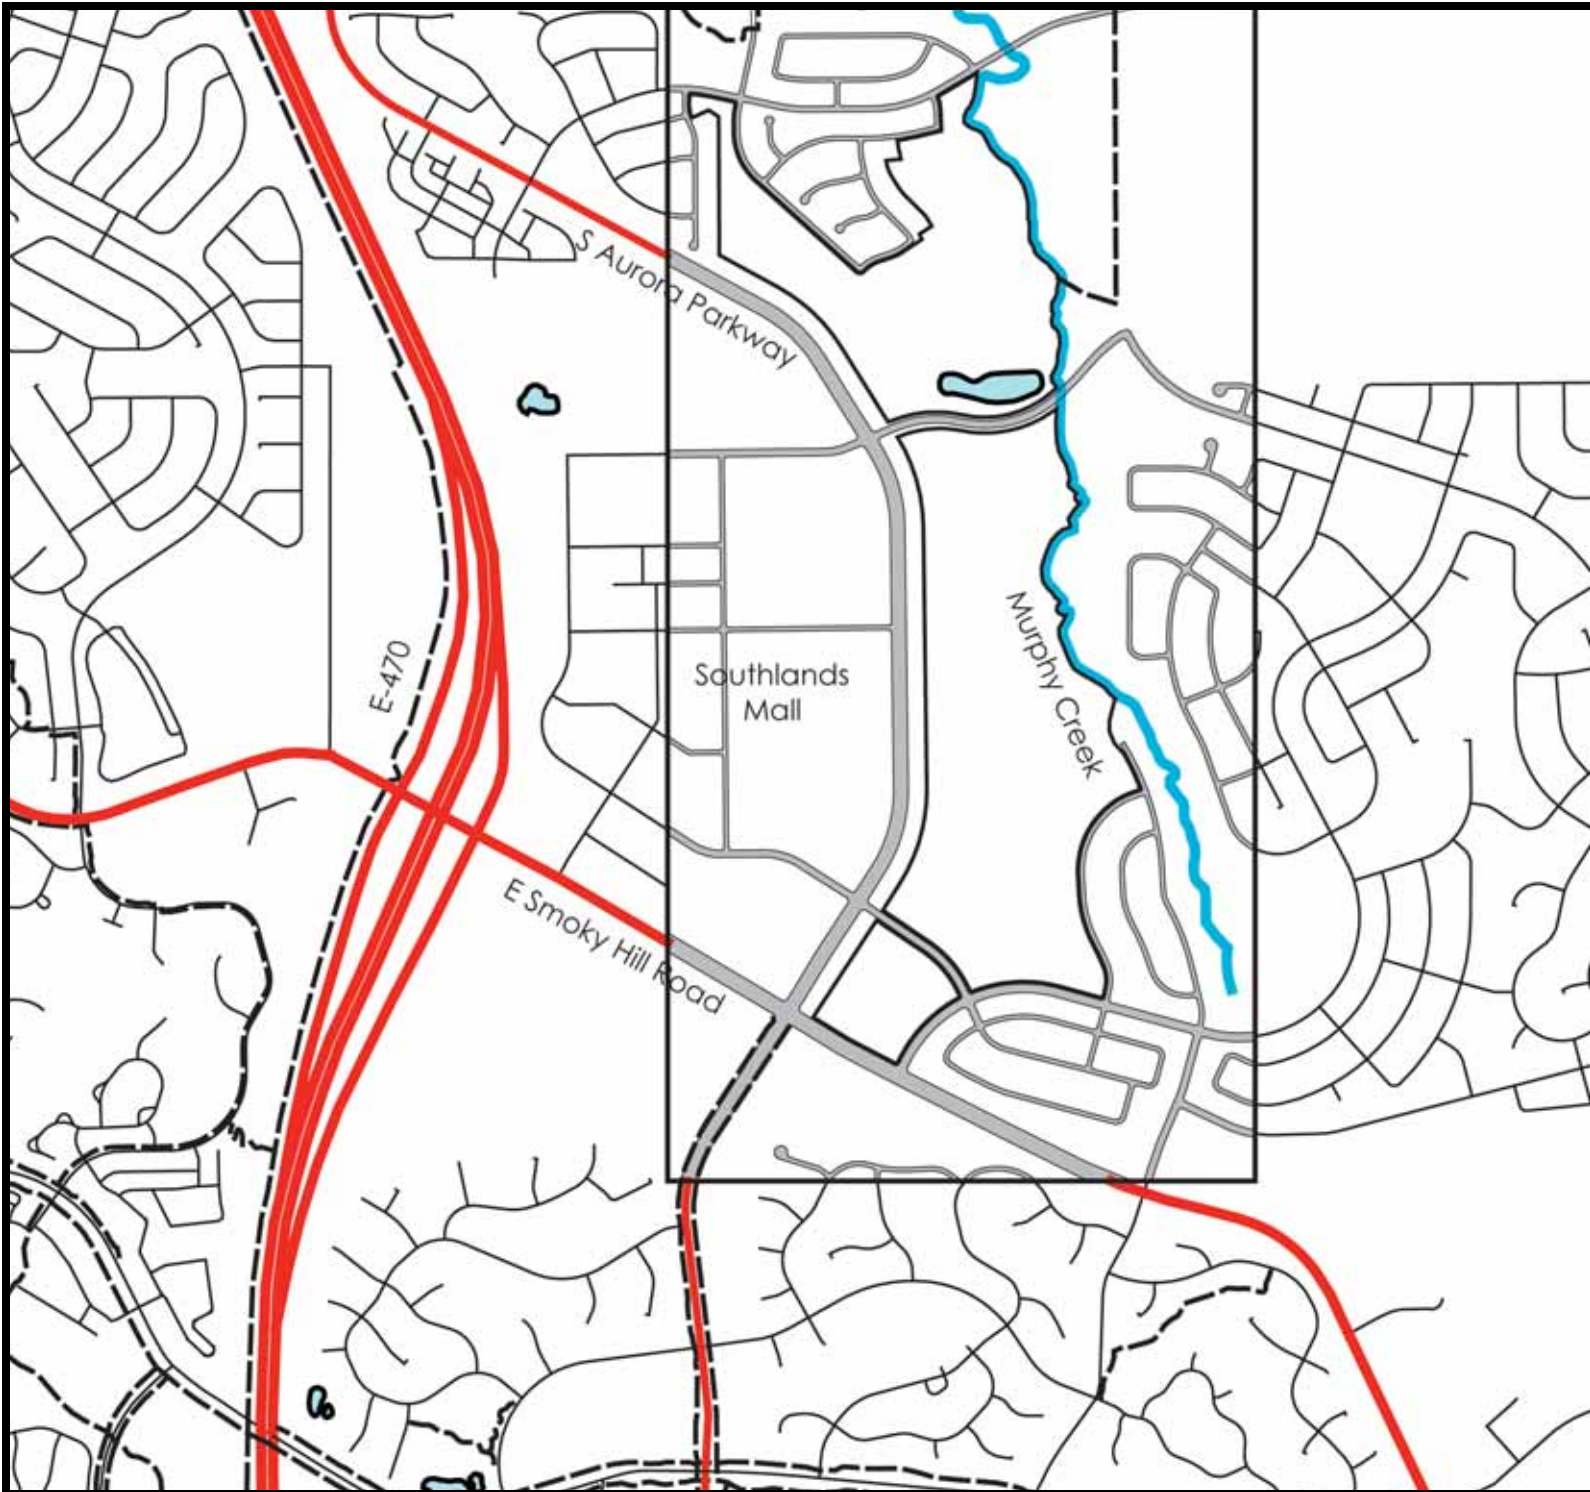 S Aurora Parkway
E-470
Southlands
Mall
Murphy Creek
E Smoky Hill Road